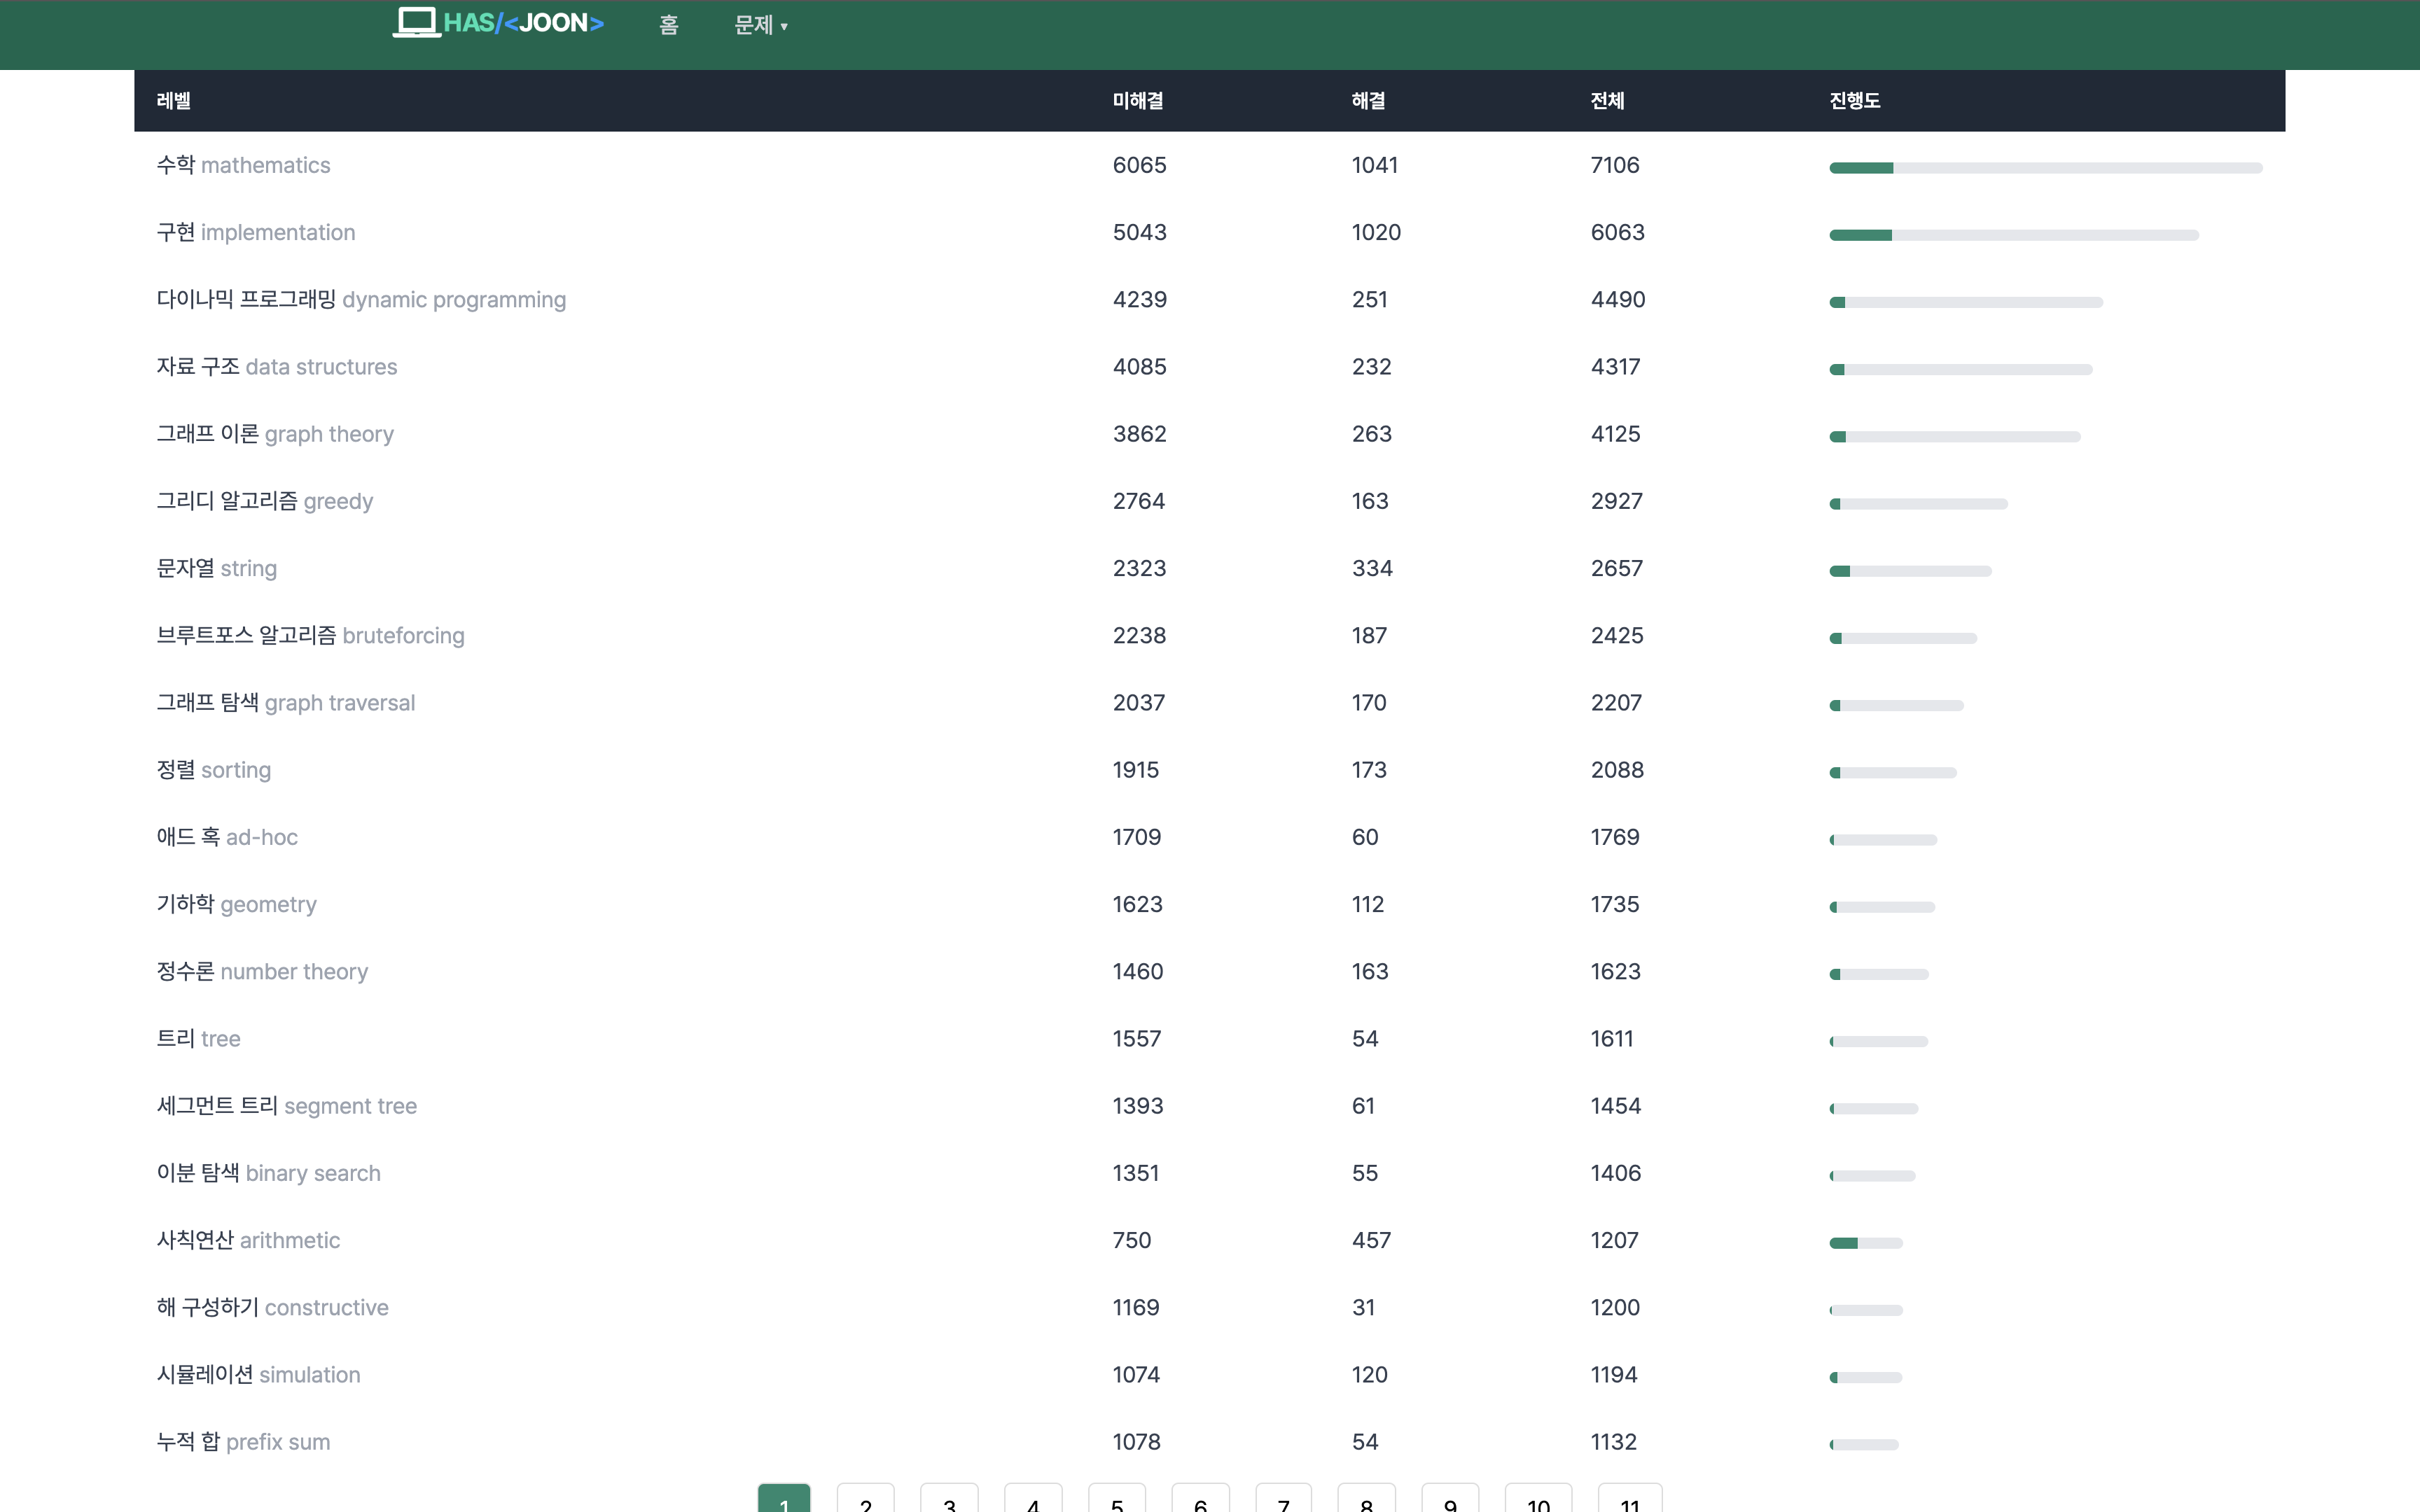 HAS/<JOON> 홈 문제 ▾
레벨 미해결 해결 전체 진행도
수학 mathematics 6065 1041 7106
구현 implementation 5043 1020 6063
다이나믹 프로그래밍 dynamic programming 4239 251 4490
자료 구조 data structures 4085 232 4317
그래프 이론 graph theory 3862 263 4125
그리디 알고리즘 greedy 2764 163 2927
문자열 string 2323 334 2657
브루트포스 알고리즘 bruteforcing 2238 187 2425
그래프 탐색 graph traversal 2037 170 2207
정렬 sorting 1915 173 2088
애드 혹 ad-hoc 1709 60 1769
기하학 geometry 1623 112 1735
정수론 number theory 1460 163 1623
트리 tree 1557 54 1611
세그먼트 트리 segment tree 1393 61 1454
이분 탐색 binary search 1351 55 1406
사칙연산 arithmetic 750 457 1207
해 구성하기 constructive 1169 31 1200
시뮬레이션 simulation 1074 120 1194
누적 합 prefix sum 1078 54 1132
1 2 3 4 5 6 7 8 9 10 11